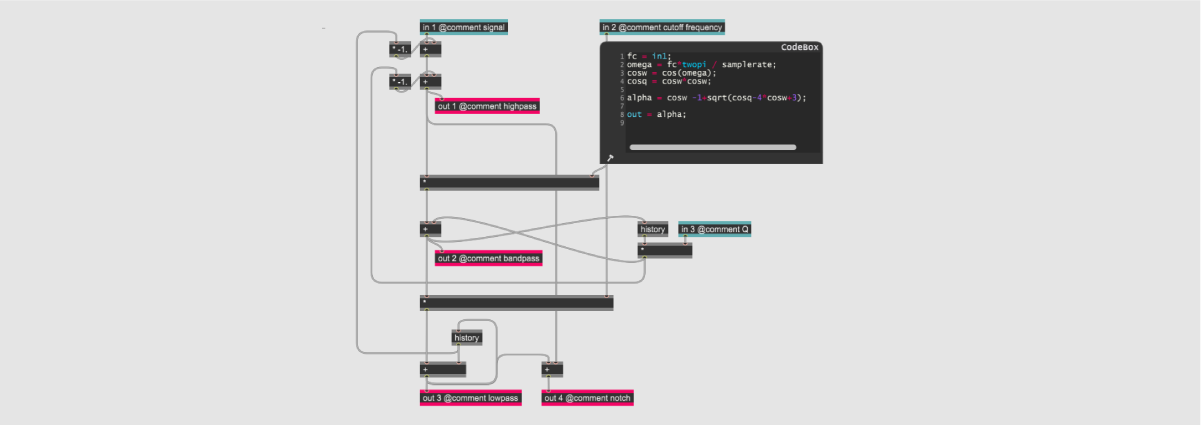 in 1 @comment signal
in 2 @comment cutoff frequency
* -1.
+
CodeBox
1 fc = in1;
2 omega = fc*twopi / samplerate;
3 cosw = cos(omega);
4 cosq = cosw*cosw;
5
6 alpha = cosw -1+sqrt(cosq-4*cosw+3);
7
8 out = alpha;
9
* -1.
+
out 1 @comment highpass
*
+
history
in 3 @comment Q
*
out 2 @comment bandpass
*
history
+
+
out 3 @comment lowpass
out 4 @comment notch